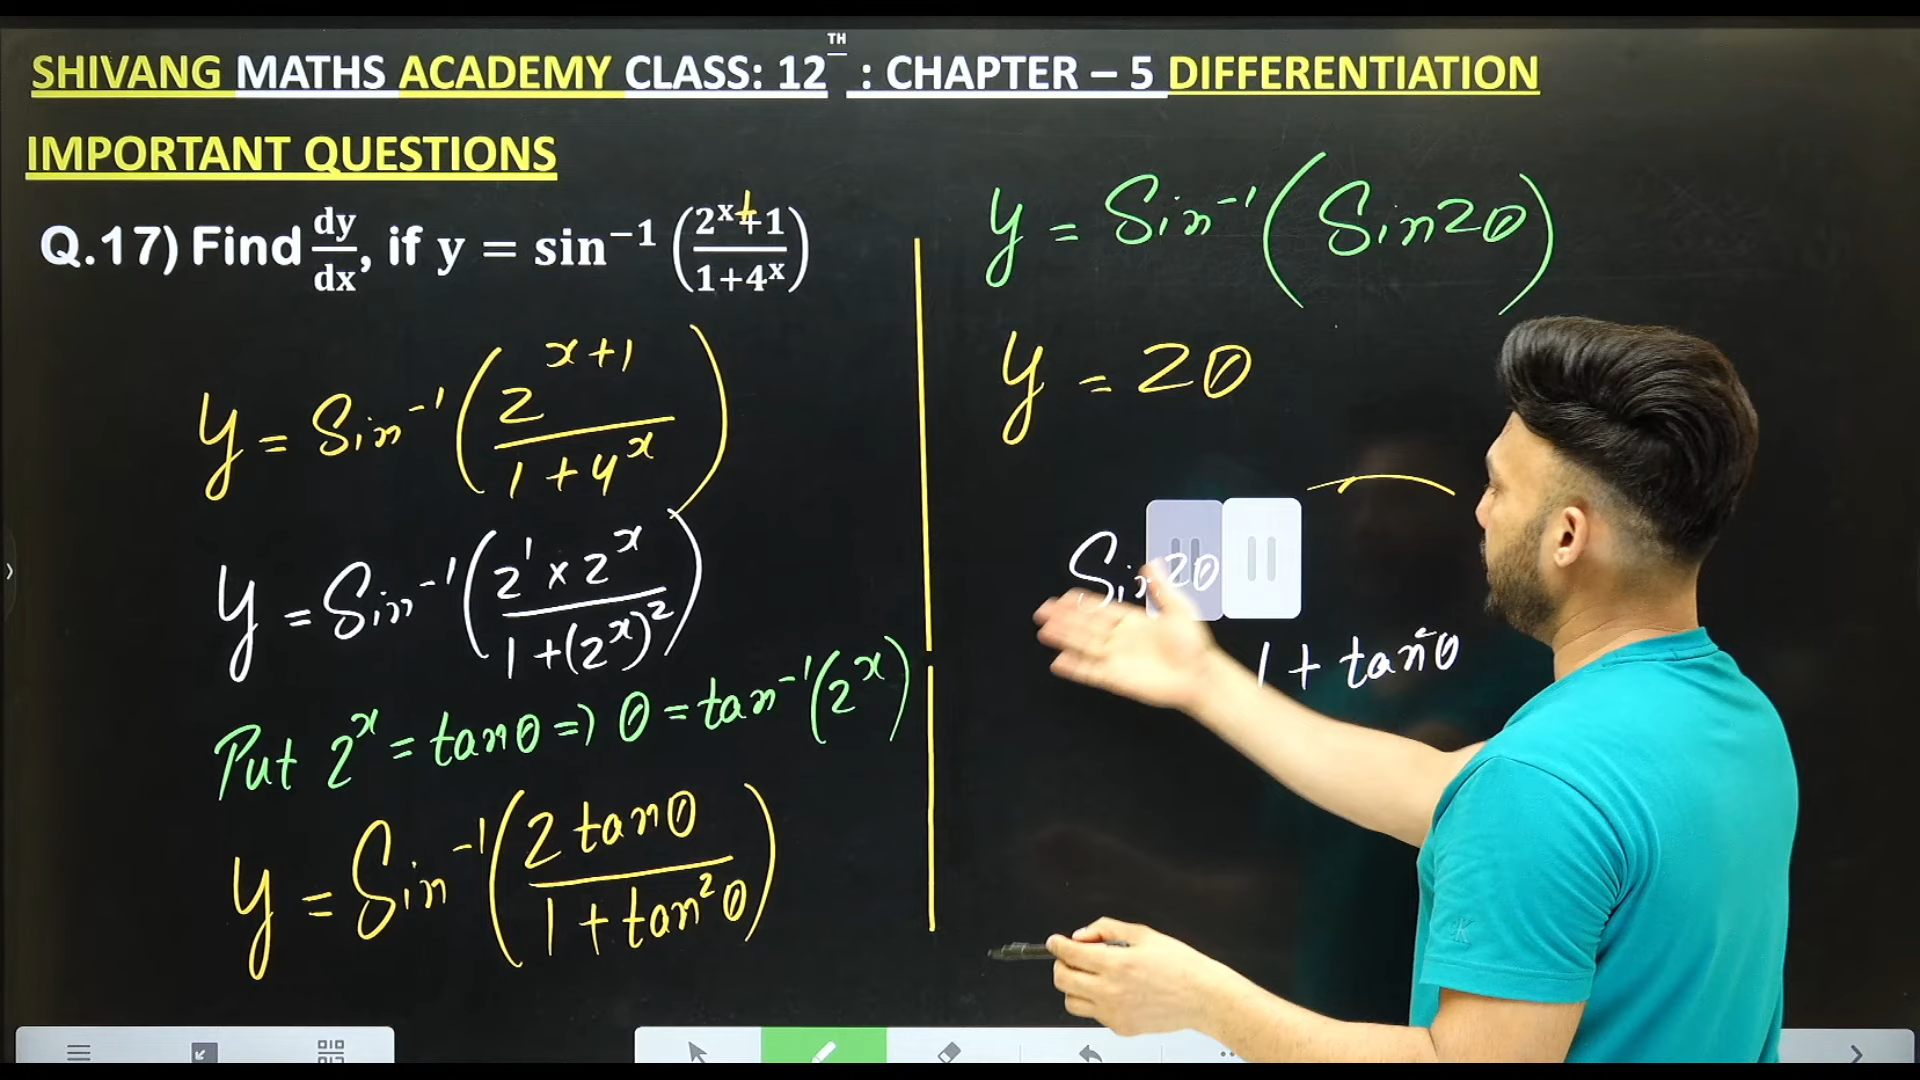 SHIVANG MATHS ACADEMY CLASS: 12TH : CHAPTER – 5 DIFFERENTIATION
IMPORTANT QUESTIONS
Q.17) Find dy/dx, if y = sin⁻¹ (2ˣ⁺1/1+4ˣ)
y = Sin⁻¹ (2ˣ⁺¹/1+4ˣ)
y = Sin⁻¹ (2¹ × 2ˣ/1+(2ˣ)²)
Put 2ˣ = tanθ ⇒ θ = tan⁻¹(2ˣ)
y = Sin⁻¹ (2 tanθ/1 + tan²θ)
y = Sin⁻¹ (Sin2θ)
y = 2θ
Sin2θ
1 + tan²θ
CK